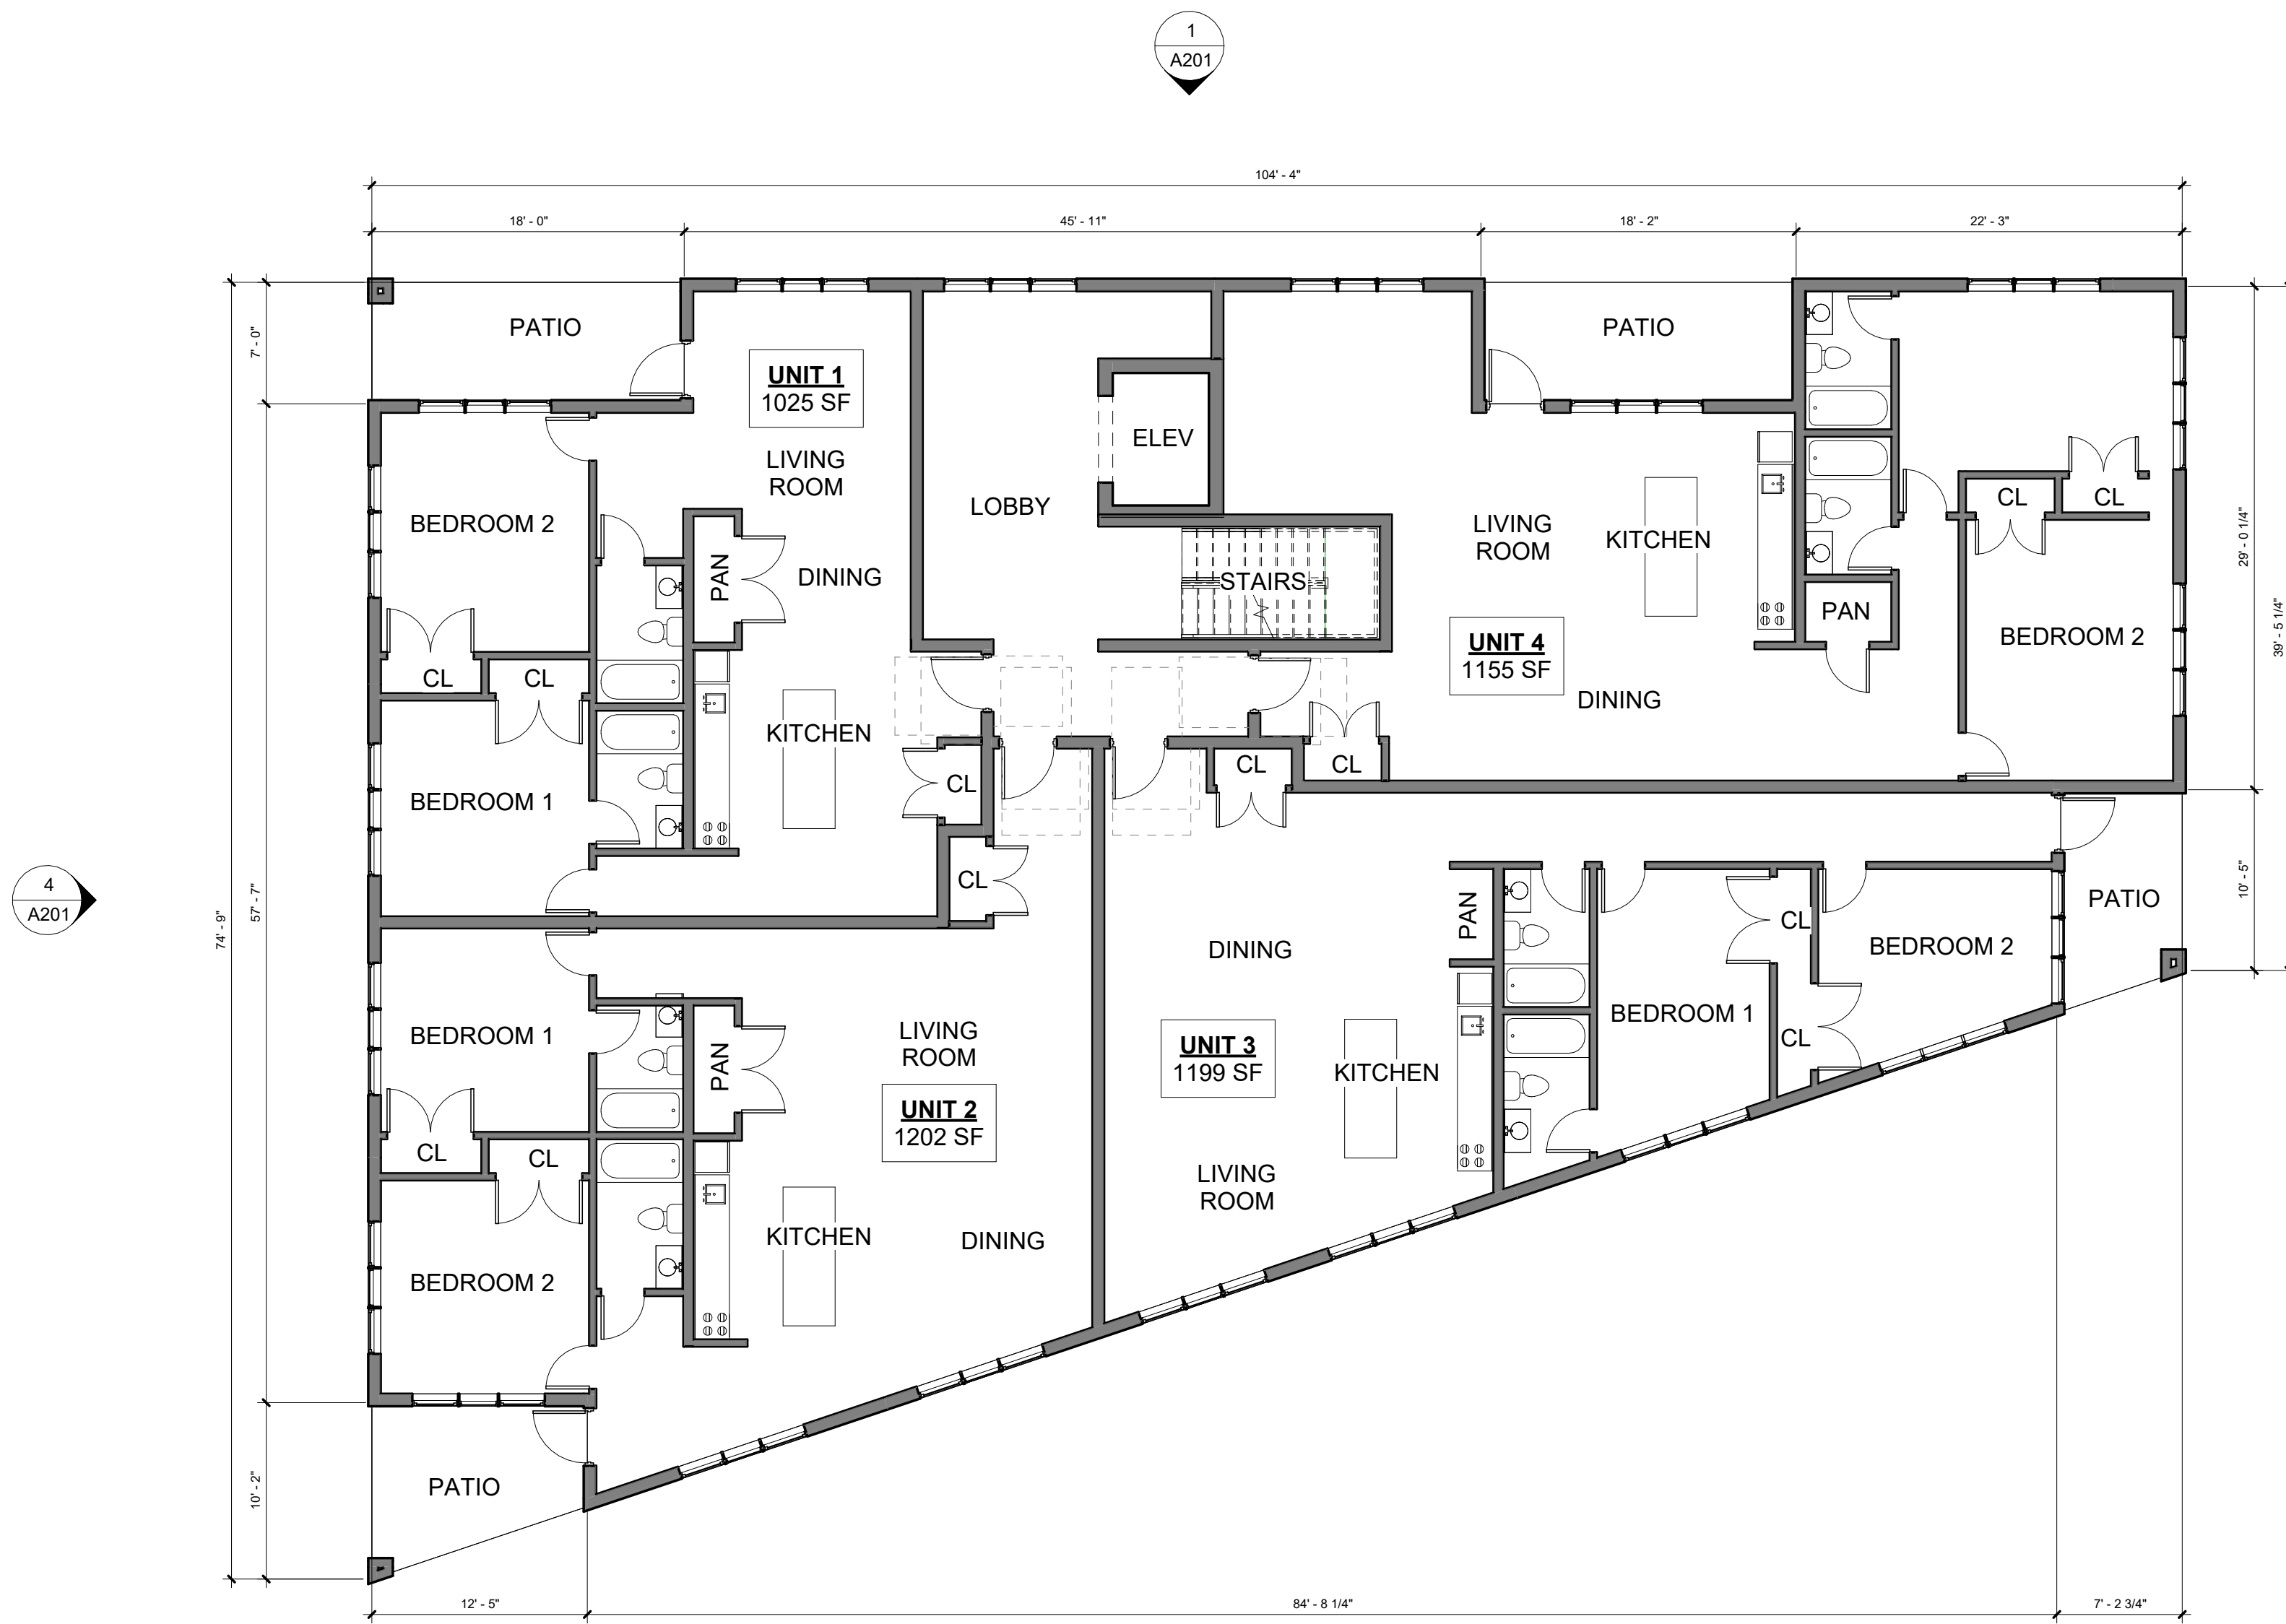 1
A201
104' - 4"
18' - 0"
45' - 11"
18' - 2"
22' - 3"
7' - 0"
57' - 7"
74' - 9"
10' - 2"
29' - 0 1/4"
39' - 5 1/4"
10' - 5"
4
A201
PATIO
UNIT 1
1025 SF
LIVING
ROOM
BEDROOM 2
PAN
DINING
CL
CL
KITCHEN
BEDROOM 1
CL
LOBBY
ELEV
STAIRS
PATIO
LIVING
ROOM
KITCHEN
UNIT 4
1155 SF
DINING
PAN
CL
CL
BEDROOM 2
CL
CL
CL
BEDROOM 1
PAN
LIVING
ROOM
UNIT 2
1202 SF
CL
CL
KITCHEN
DINING
BEDROOM 2
PATIO
DINING
PAN
UNIT 3
1199 SF
KITCHEN
LIVING
ROOM
BEDROOM 1
CL
CL
BEDROOM 2
PATIO
12' - 5"
84' - 8 1/4"
7' - 2 3/4"